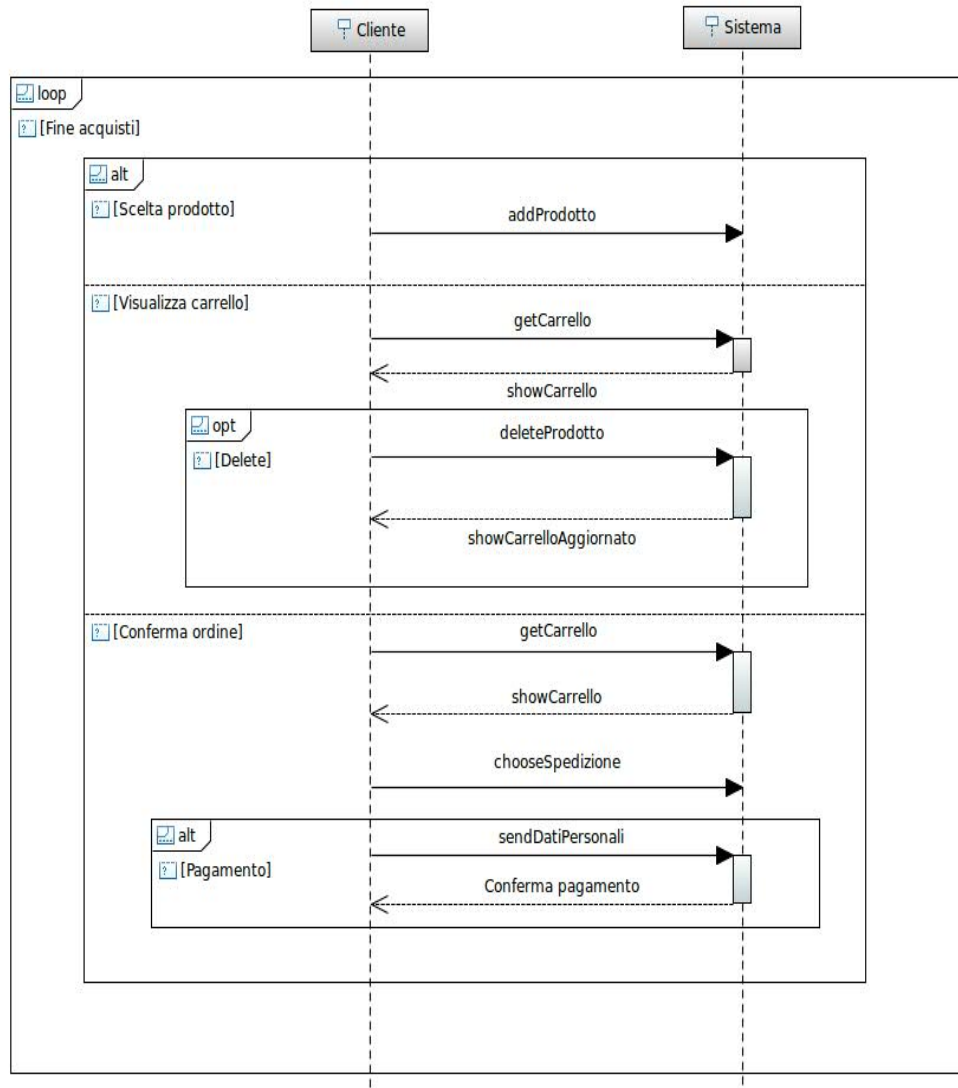 Cliente
Sistema
loop
[Fine acquisti]
alt
[Scelta prodotto]
addProdotto
[Visualizza carrello]
getCarrello
showCarrello
opt
deleteProdotto
[Delete]
showCarrelloAggiornato
[Conferma ordine]
getCarrello
showCarrello
chooseSpedizione
alt
sendDatiPersonali
[Pagamento]
Conferma pagamento